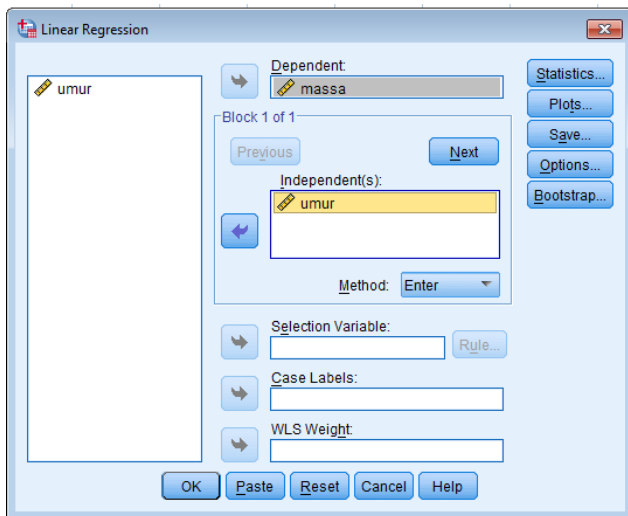 Linear Regression
umur
Dependent:
massa
Block 1 of 1
Previous
Next
Independent(s):
umur
Method: Enter
Selection Variable:
Rule...
Case Labels:
WLS Weight:
Statistics...
Plots...
Save...
Options...
Bootstrap...
OK Paste Reset Cancel Help